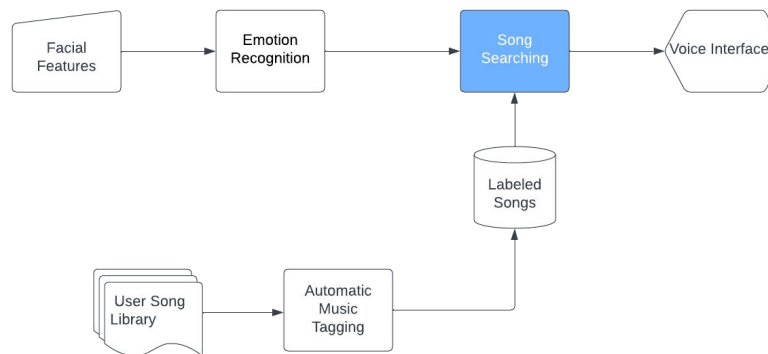 Facial
Features
Emotion
Recognition
Song
Searching
Voice Interface
Labeled
Songs
User Song
Library
Automatic
Music
Tagging